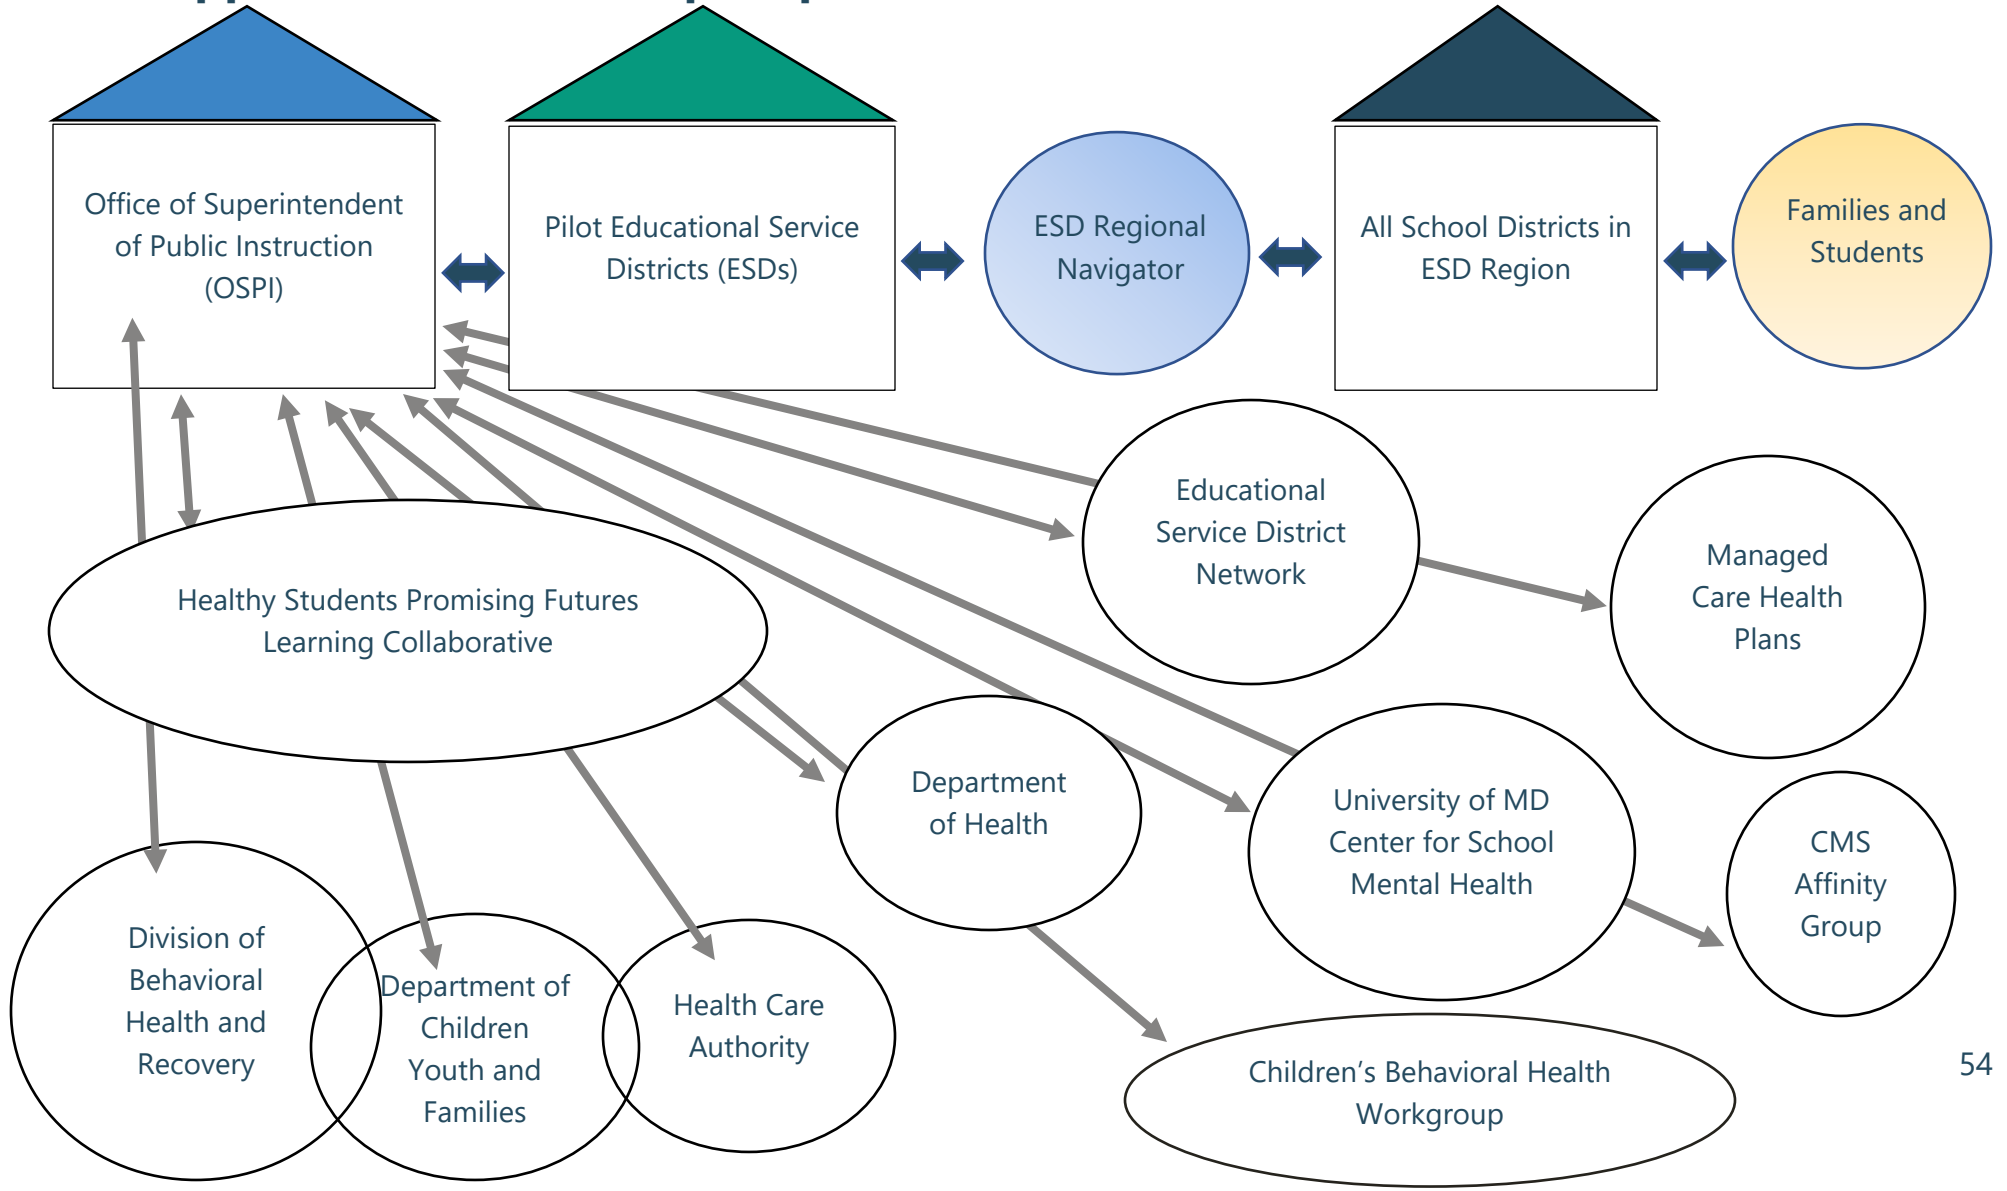 Office of Superintendent
of Public Instruction
(OSPI)
Pilot Educational Service
Districts (ESDs)
ESD Regional
Navigator
All School Districts in
ESD Region
Families and
Students
Educational
Service District
Network
Managed
Care Health
Plans
Healthy Students Promising Futures
Learning Collaborative
Department
of Health
University of MD
Center for School
Mental Health
CMS
Affinity
Group
Division of
Behavioral
Health and
Recovery
Department of
Children
Youth and
Families
Health Care
Authority
Children’s Behavioral Health
Workgroup
54